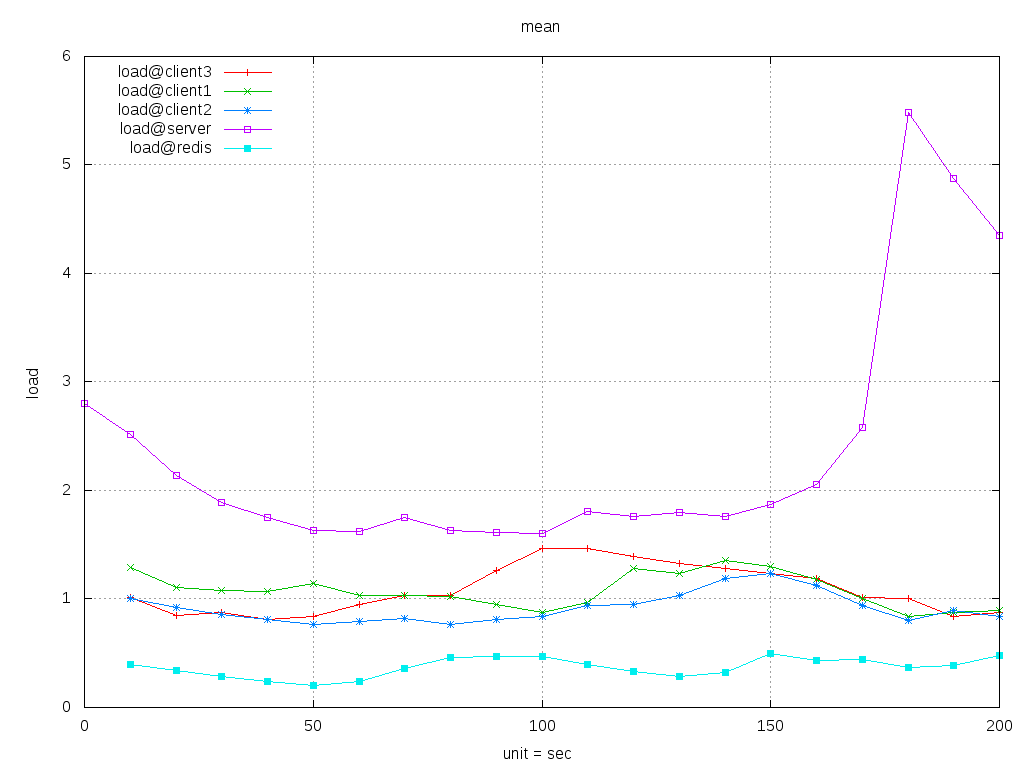 mean
6
load@client3
load@client1
load@client2
load@server
load@redis
5
4
3
load
2
1
0
0 50 100 150 200
unit = sec